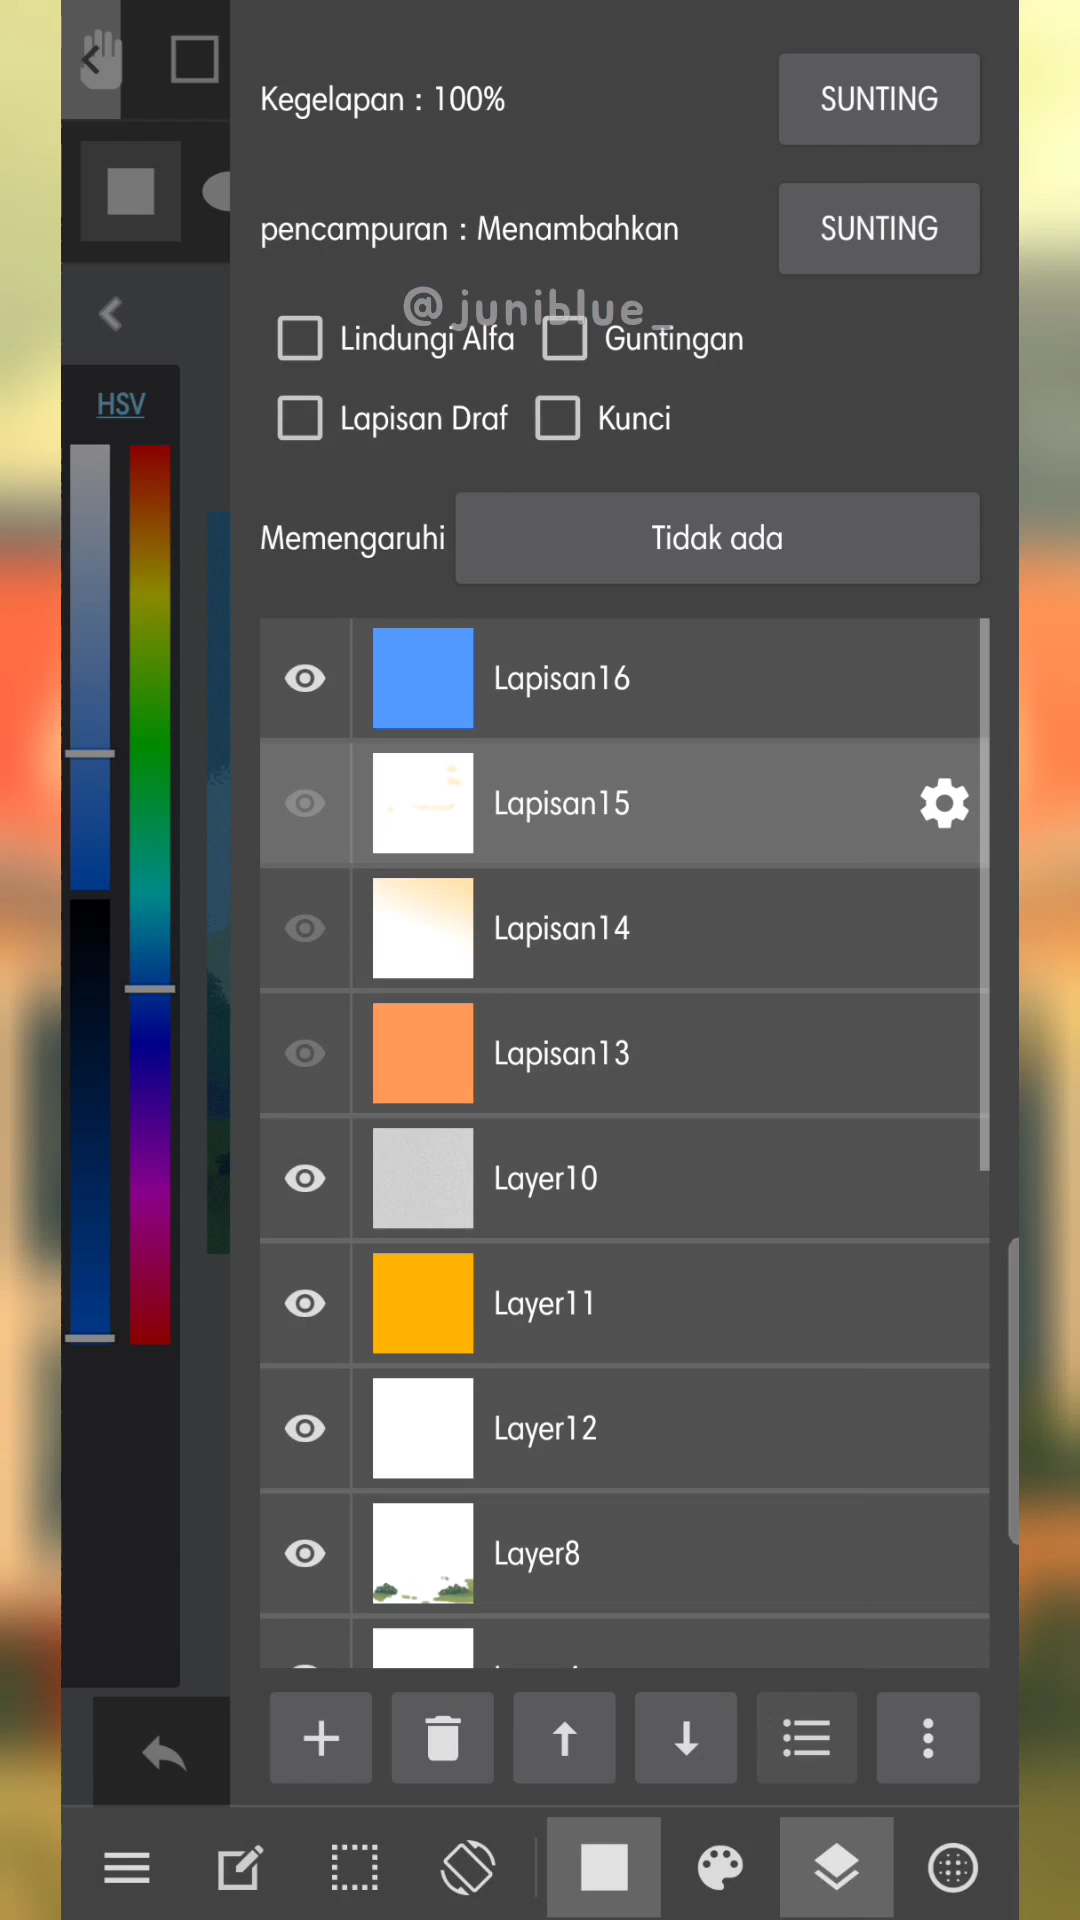 Kegelapan : 100%
SUNTING
pencampuran : Menambahkan
SUNTING
@juniblue_
Lindungi Alfa
Guntingan
Lapisan Draf
Kunci
HSV
Memengaruhi
Tidak ada
Lapisan16
Lapisan15
Lapisan14
Lapisan13
Layer10
Layer11
Layer12
Layer8